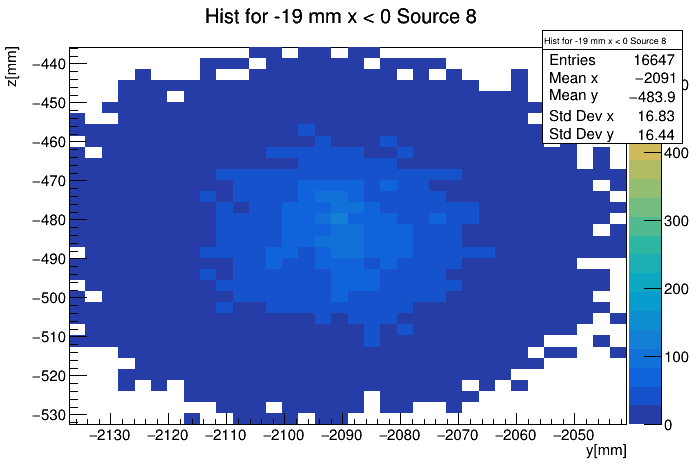 Hist for -19 mm x < 0 Source 8
z[mm]
Hist for -19 mm x < 0 Source 8
Entries 16647
Mean x −2091
Mean y −483.9
Std Dev x 16.83
Std Dev y 16.44
−440
−450
−460
−470
−480
−490
−500
−510
−520
−530
0
400
300
200
100
0
−2130 −2120 −2110 −2100 −2090 −2080 −2070 −2060 −2050
y[mm]